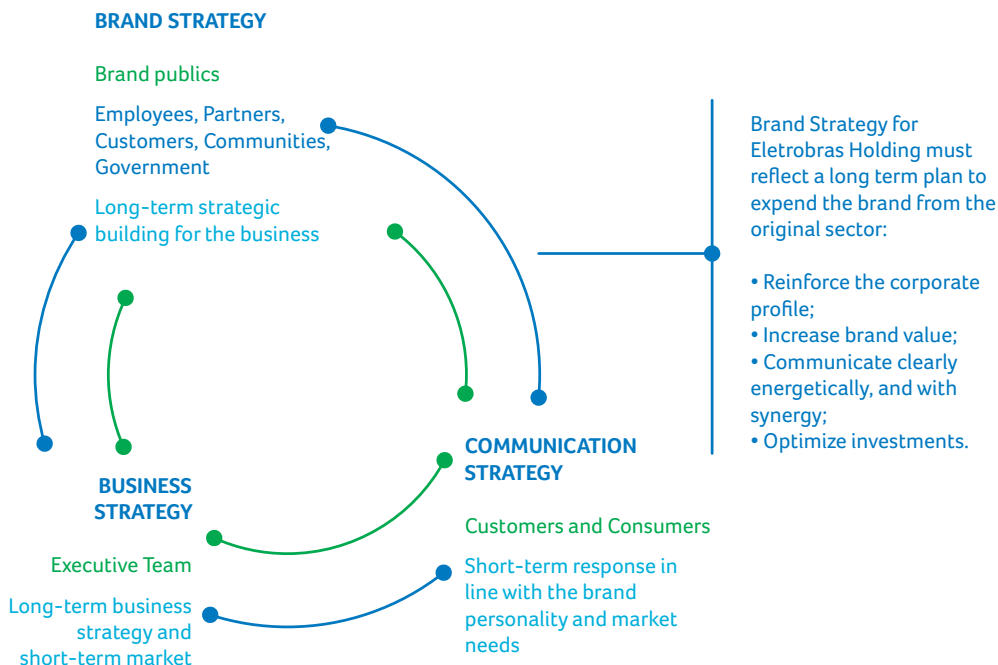 BRAND STRATEGY
Brand publics
Employees, Partners,
Customers, Communities,
Government
Long-term strategic
building for the business
Brand Strategy for
Eletrobras Holding must
reflect a long term plan to
expend the brand from the
original sector:
• Reinforce the corporate
profile;
• Increase brand value;
• Communicate clearly
energetically, and with
synergy;
• Optimize investments.
BUSINESS
STRATEGY
Executive Team
Long-term business
strategy and
short-term market
COMMUNICATION
STRATEGY
Customers and Consumers
Short-term response in
line with the brand
personality and market
needs